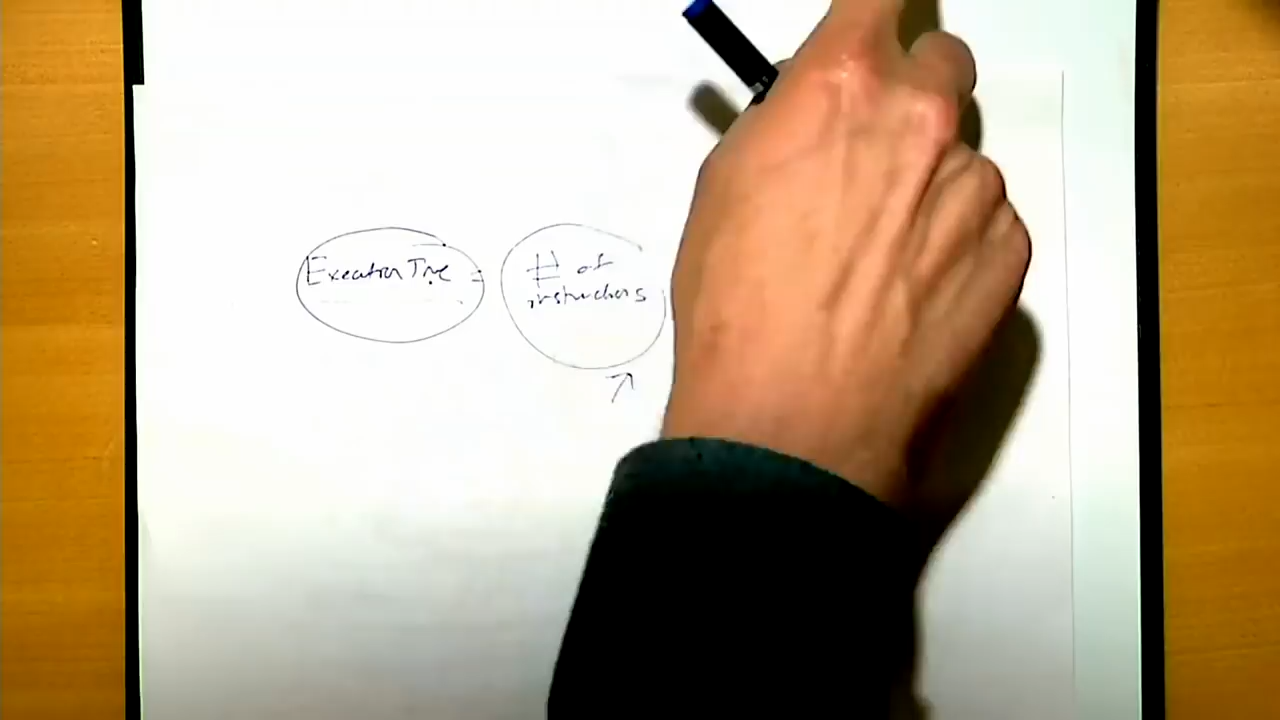 Execution Time = # of
instructions